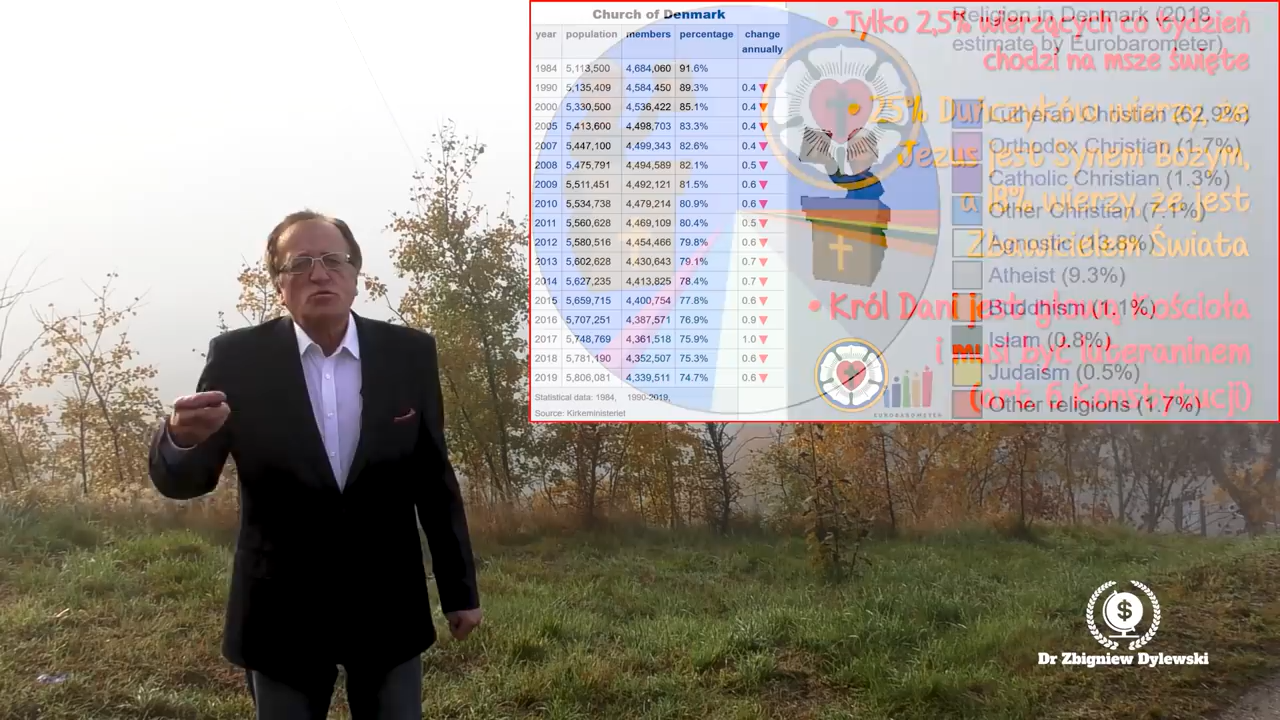 Church of Denmark
year population members percentage change annually
1984 5,113,500 4,684,060 91.6%
1990 5,135,409 4,584,450 89.3% 0.4
2000 5,330,500 4,536,422 85.1% 0.4
2005 5,413,600 4,498,703 83.3% 0.4
2007 5,447,100 4,499,343 82.6% 0.4
2008 5,475,791 4,494,589 82.1% 0.5
2009 5,511,451 4,492,121 81.5% 0.6
2010 5,534,738 4,479,214 80.9% 0.6
2011 5,560,628 4,469,109 80.4% 0.5
2012 5,580,516 4,454,466 79.8% 0.6
2013 5,602,628 4,430,643 79.1% 0.7
2014 5,627,235 4,413,825 78.4% 0.7
2015 5,659,715 4,400,754 77.8% 0.6
2016 5,707,251 4,387,571 76.9% 0.9
2017 5,748,769 4,361,518 75.9% 1.0
2018 5,781,190 4,352,507 75.3% 0.6
2019 5,806,081 4,339,511 74.7% 0.6
Statistical data: 1984, 1990-2019,
Source: Kirkeministeriet
Religion in Denmark (2018
estimate by Eurobarometer)
Lutheran Christian (62,9%)
Orthodox Christian (1.7%)
Catholic Christian (1.3%)
Other Christian (7.1%)
Agnostic (13.8%)
Atheist (9.3%)
Buddhism (1.1%)
Islam (0.8%)
Judaism (0.5%)
Other religions (1.7%)
• Tylko 2,5% wierzących co tydzień
chodzi na msze święte
• 25% Duńczyków wierzy, że
Jezus jest Synem Bożym,
a 18% wierzy, że jest
Zbawicielem Świata
• Król Danii jest głową Kościoła
i musi być luteraninem
(art. 6 Konstytucji)
EUROBAROMETER
Dr Zbigniew Dylewski